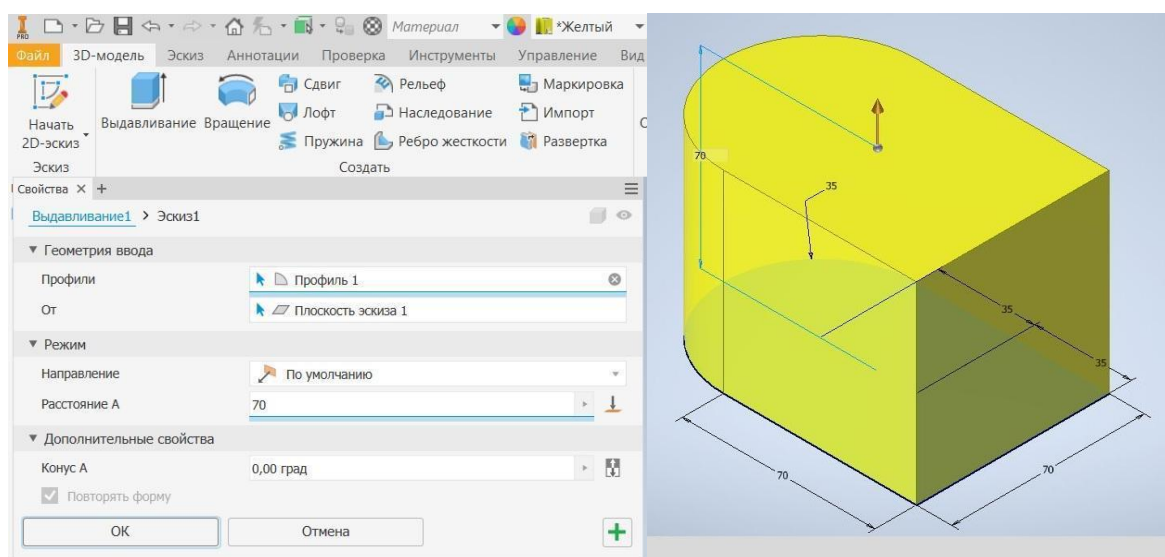 PRO Материал *Желтый
Файл 3D-модель Эскиз Аннотации Проверка Инструменты Управление Вид
Начать 2D-эскиз
Выдавливание Вращение
Сдвиг Рельеф Маркировка
Лофт Наследование Импорт
Пружина Ребро жесткости Развертка
Эскиз Создать
Свойства × +
Выдавливание1 > Эскиз1
Геометрия ввода
Профили Профиль 1
От Плоскость эскиза 1
Режим
Направление По умолчанию
Расстояние A 70
Дополнительные свойства
Конус A 0,00 град
Повторять форму
ОК Отмена
70
35
35
35
70
70